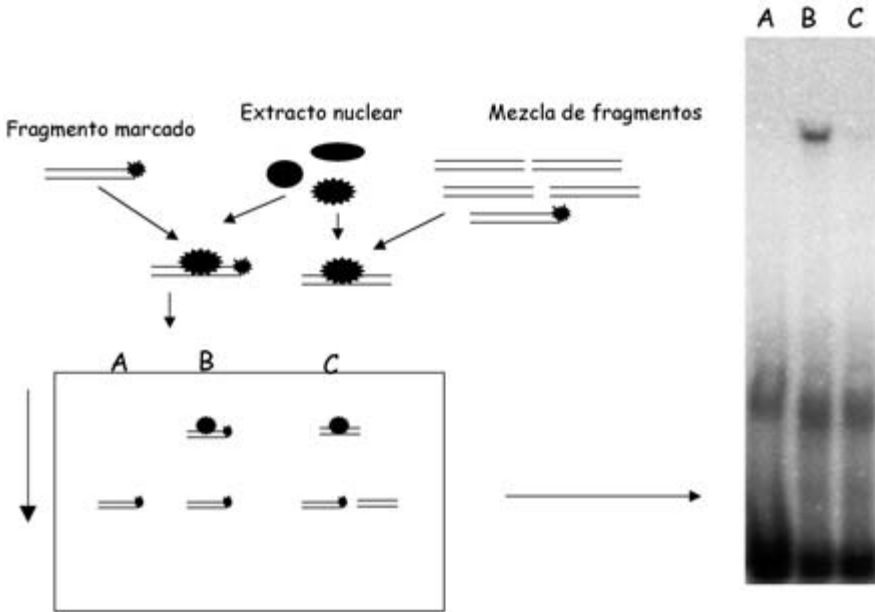 A B C
Fragmento marcado
Extracto nuclear
Mezcla de fragmentos
A B C